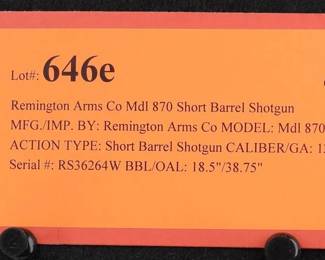 Lot#: 646e
Remington Arms Co Mdl 870 Short Barrel Shotgun
MFG./IMP. BY: Remington Arms Co MODEL: Mdl 870
ACTION TYPE: Short Barrel Shotgun CALIBER/GA:
Serial #: RS36264W BBL/OAL: 18.5"/38.75"